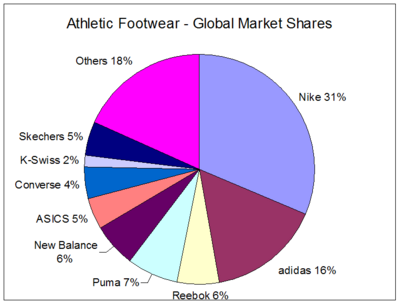 Athletic Footwear - Global Market Shares
Others 18%
Nike 31%
Skechers 5%
K-Swiss 2%
Converse 4%
ASICS 5%
New Balance
6%
Puma 7%
Reebok 6%
adidas 16%